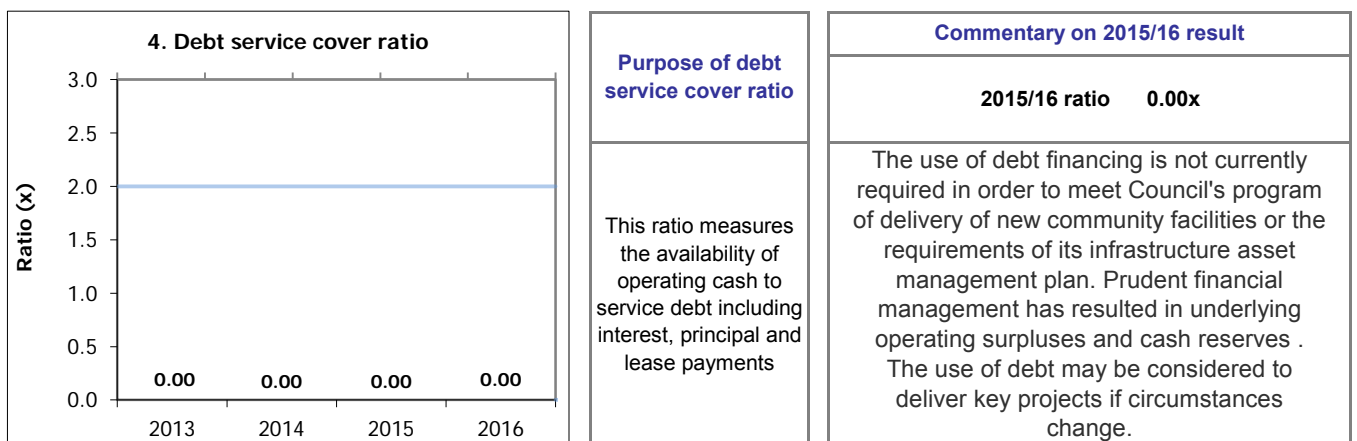 4. Debt service cover ratio
3.0
2.5
2.0
1.5
1.0
0.5
0.0
Ratio (x)
0.00 0.00 0.00 0.00
2013 2014 2015 2016
Purpose of debt
service cover ratio
This ratio measures
the availability of
operating cash to
service debt including
interest, principal and
lease payments
Commentary on 2015/16 result
2015/16 ratio 0.00x
The use of debt financing is not currently
required in order to meet Council's program
of delivery of new community facilities or the
requirements of its infrastructure asset
management plan. Prudent financial
management has resulted in underlying
operating surpluses and cash reserves .
The use of debt may be considered to
deliver key projects if circumstances
change.